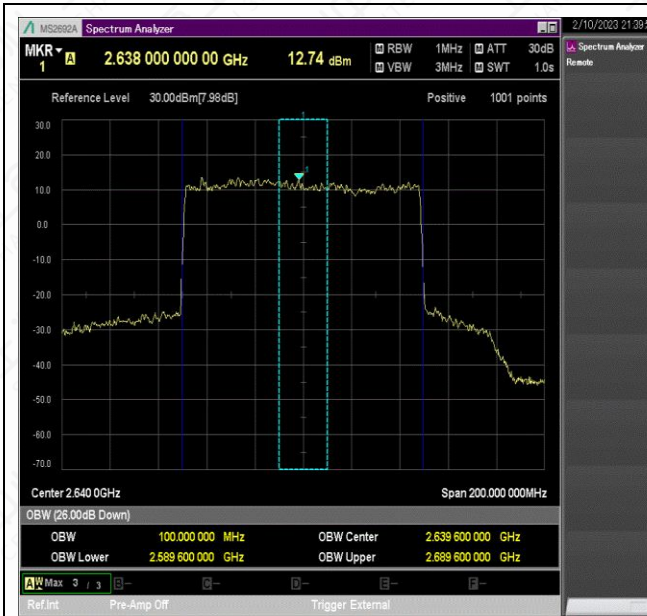 MS2692A Spectrum Analyzer
2/10/2023 21:39:5
MKR 1 A 2.638 000 000 00 GHz 12.74 dBm
M RBW 1MHz M ATT 30dB
M VBW 3MHz M SWT 1.0s
Spectrum Analyzer
Remote
Reference Level 30.00dBm[7.98dB] Positive 1001 points
30.0
20.0
10.0
0.0
-10.0
-20.0
-30.0
-40.0
-50.0
-60.0
-70.0
1
Center 2.640 0GHz Span 200.000 000MHz
OBW (26.00dB Down)
OBW 100.000 000 MHz OBW Center 2.639 600 000 GHz
OBW Lower 2.589 600 000 GHz OBW Upper 2.689 600 000 GHz
A W Max 3 / 3 B- C- D- E- F-
Ref.Int Pre-Amp Off Trigger External